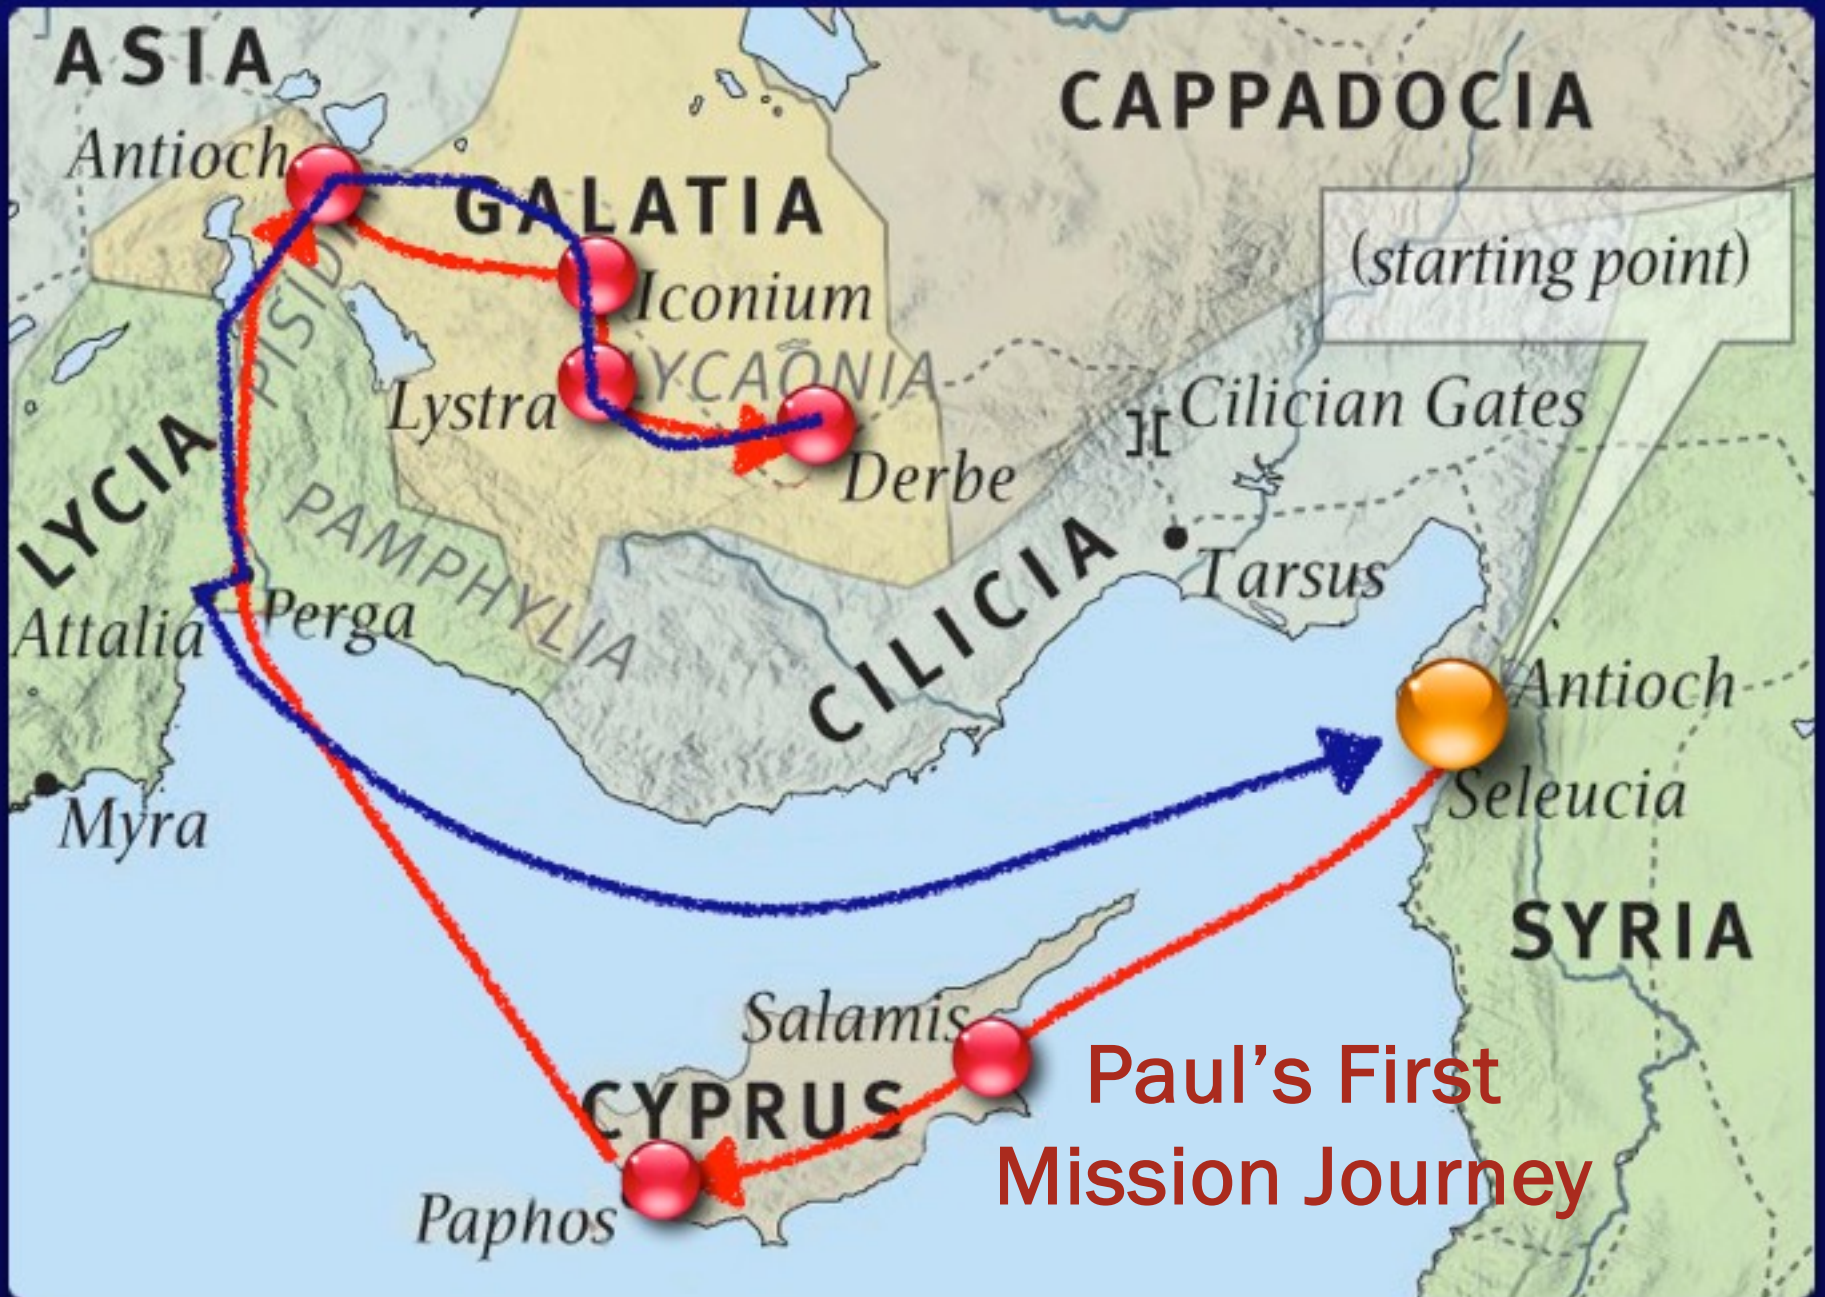 ASIA
CAPPADOCIA
Antioch
GALATIA
(starting point)
PISIDIA
Iconium
LYCAONIA
Lystra
Cilician Gates
Derbe
LYCIA
PAMPHYLIA
CILICIA
Tarsus
Attalia
Perga
Antioch
Myra
Seleucia
SYRIA
Salamis
CYPRUS
Paphos
Paul’s First
Mission Journey